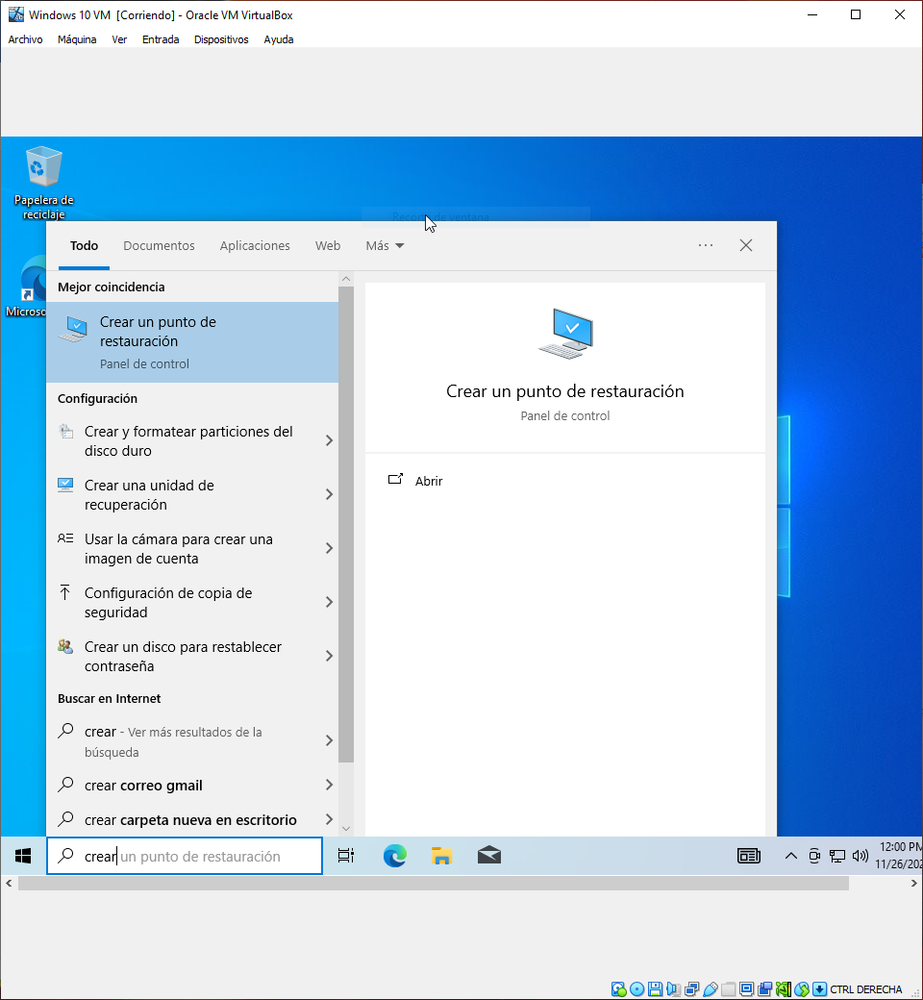 Windows 10 VM [Corriendo] - Oracle VM VirtualBox
Archivo Máquina Ver Entrada Dispositivos Ayuda
Papelera de
reciclaje
Recorte de ventana
Todo Documentos Aplicaciones Web Más
Microso
Mejor coincidencia
Crear un punto de
restauración
Panel de control
Configuración
Crear y formatear particiones del
disco duro
Crear una unidad de
recuperación
Usar la cámara para crear una
imagen de cuenta
Configuración de copia de
seguridad
Crear un disco para restablecer
contraseña
Buscar en Internet
crear - Ver más resultados de la
búsqueda
crear correo gmail
crear carpeta nueva en escritorio
Crear un punto de restauración
Panel de control
Abrir
crear un punto de restauración
12:00 PM
11/26/202
CTRL DERECHA